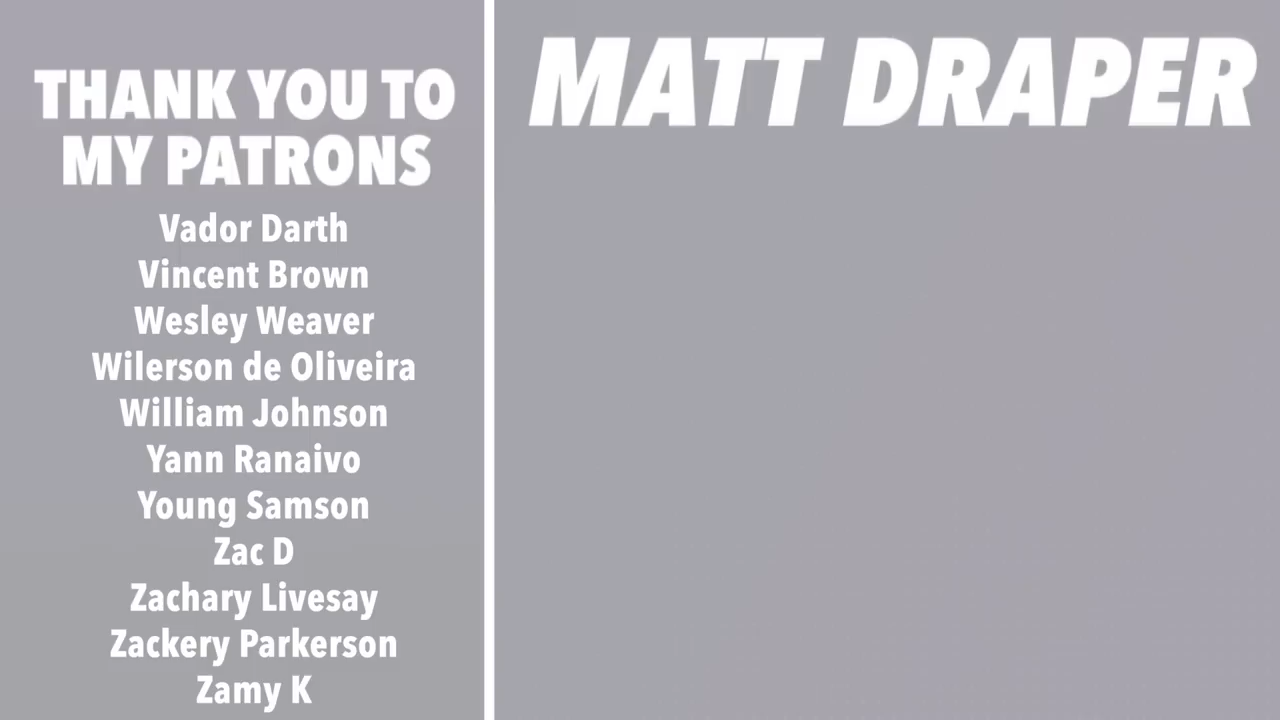 THANK YOU TO
MY PATRONS
Vador Darth
Vincent Brown
Wesley Weaver
Wilerson de Oliveira
William Johnson
Yann Ranaivo
Young Samson
Zac D
Zachary Livesay
Zackery Parkerson
Zamy K
MATT DRAPER